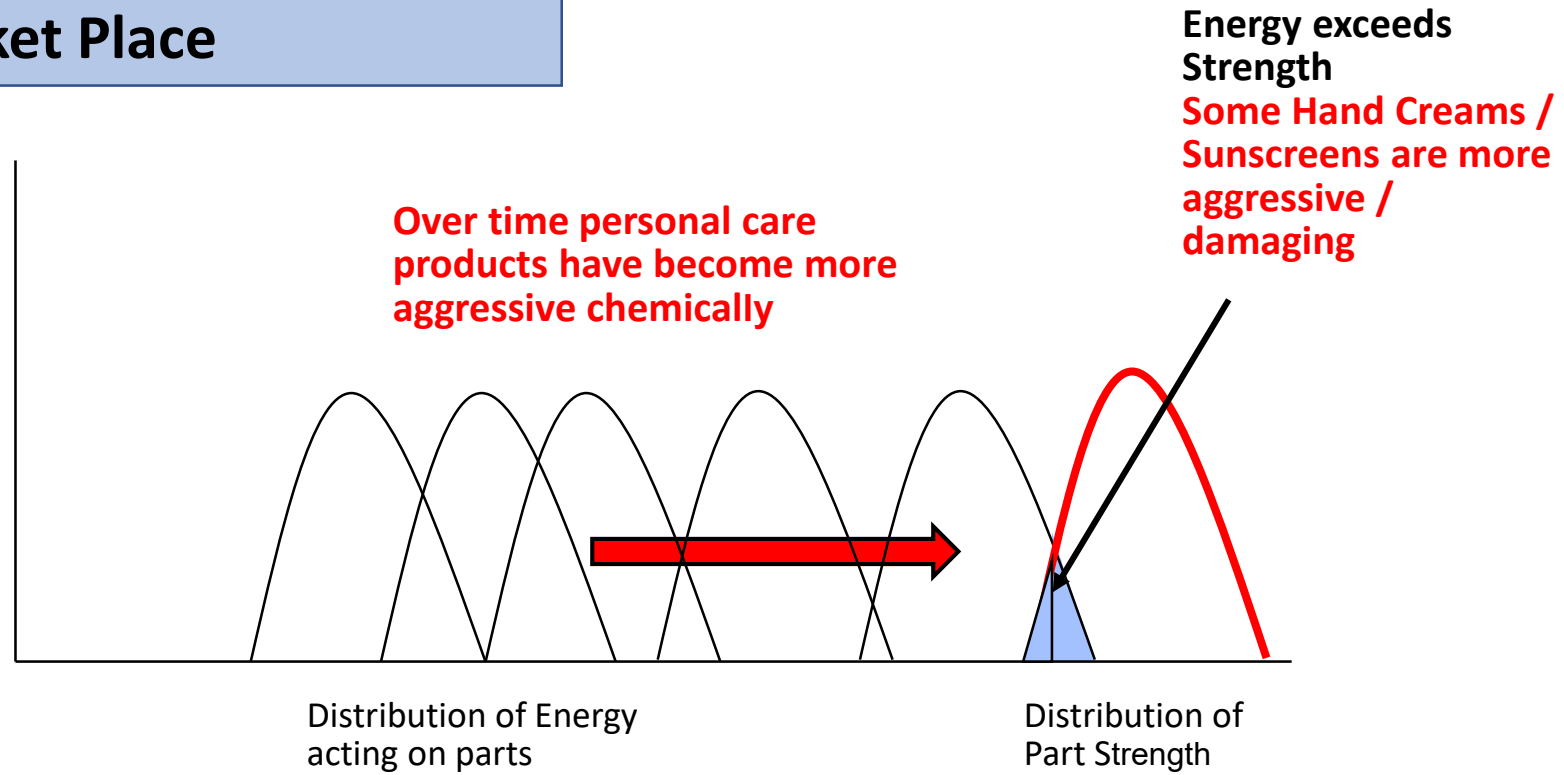 ket Place
Energy exceeds
Strength
Some Hand Creams /
Sunscreens are more
aggressive /
damaging
Over time personal care
products have become more
aggressive chemically
Distribution of Energy
acting on parts
Distribution of
Part Strength